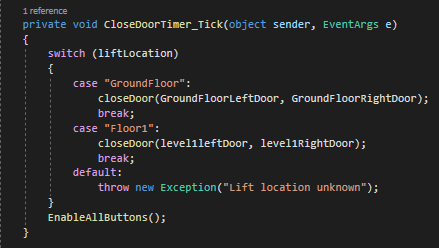 1 reference
private void CloseDoorTimer_Tick(object sender, EventArgs e)
{
    switch (liftLocation)
    {
        case "GroundFloor":
            closeDoor(GroundFloorLeftDoor, GroundFloorRightDoor);
            break;
        case "Floor1":
            closeDoor(level1leftDoor, level1RightDoor);
            break;
        default:
            throw new Exception("Lift location unknown");
    }
    EnableAllButtons();
}